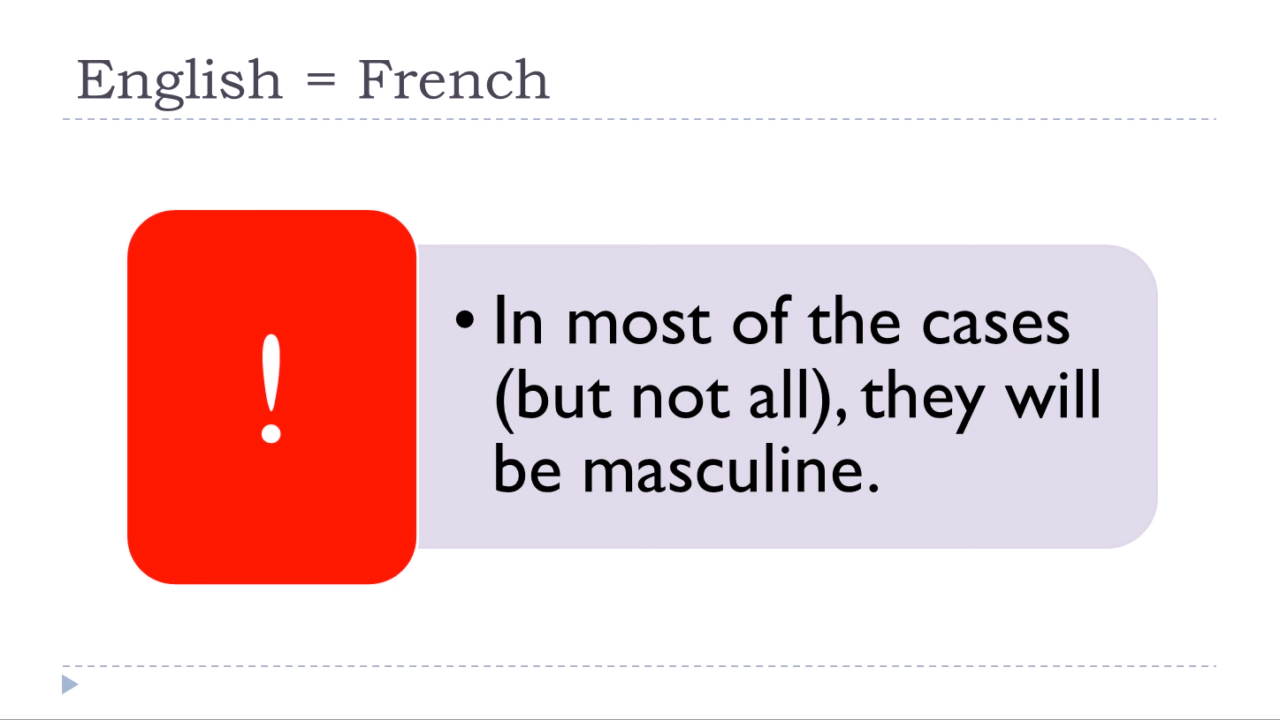 English = French
!
• In most of the cases
(but not all), they will
be masculine.